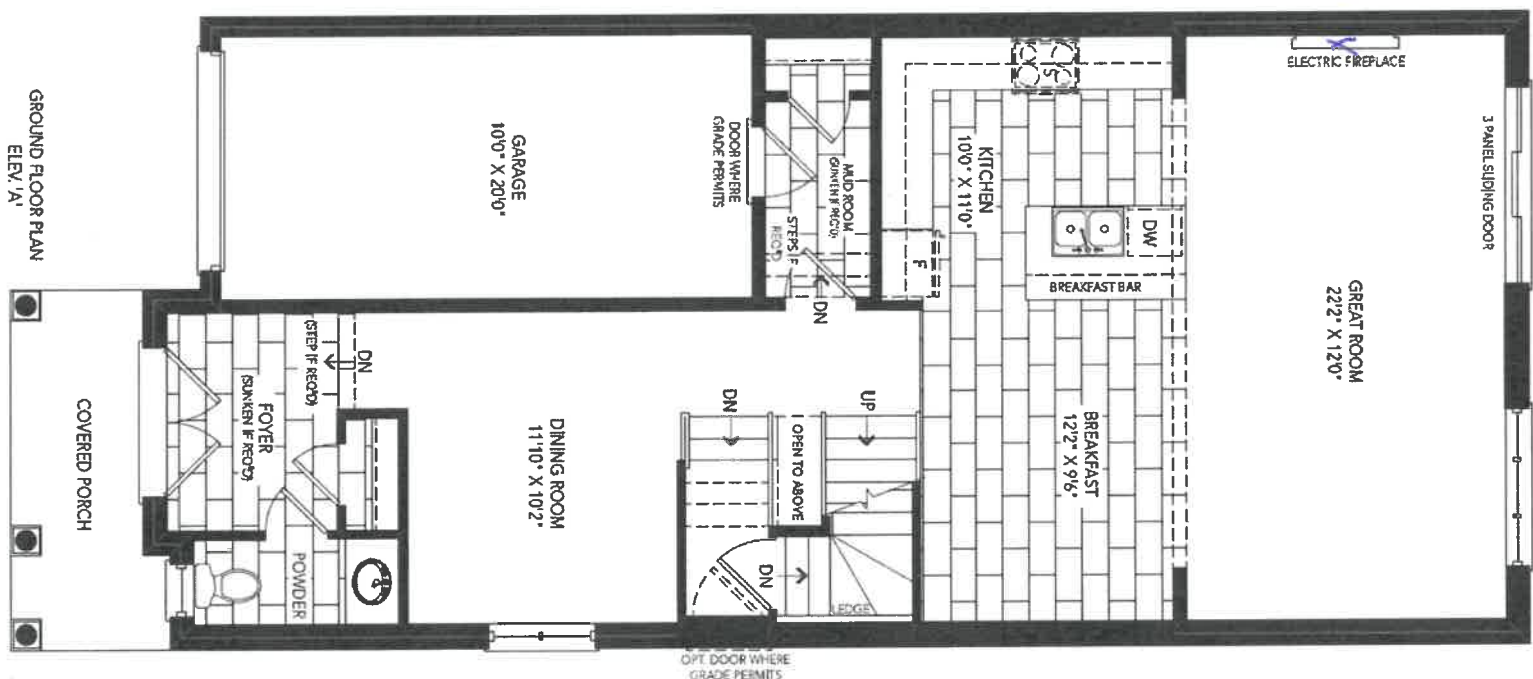 GROUND FLOOR PLAN
ELEV. 'A'
GARAGE
10'0" X 20'0"
DOOR WHERE
GRADE PERMITS
MUD ROOM
(SUNKEN IF REQ'D)
STEPS IF
REQ'D
DN
KITCHEN
10'0" X 11'0"
S
F
DW
BREAKFAST BAR
ELECTRIC FIREPLACE
3 PANEL SLIDING DOOR
GREAT ROOM
22'2" X 12'0"
BREAKFAST
12'2" X 9'6"
UP
OPEN TO ABOVE
DN
DN
LEDGE
DINING ROOM
11'10" X 10'2"
DN
(STEP IF REQ'D)
FOYER
(SUNKEN IF REQ'D)
POWDER
COVERED PORCH
OPT. DOOR WHERE
GRADE PERMITS